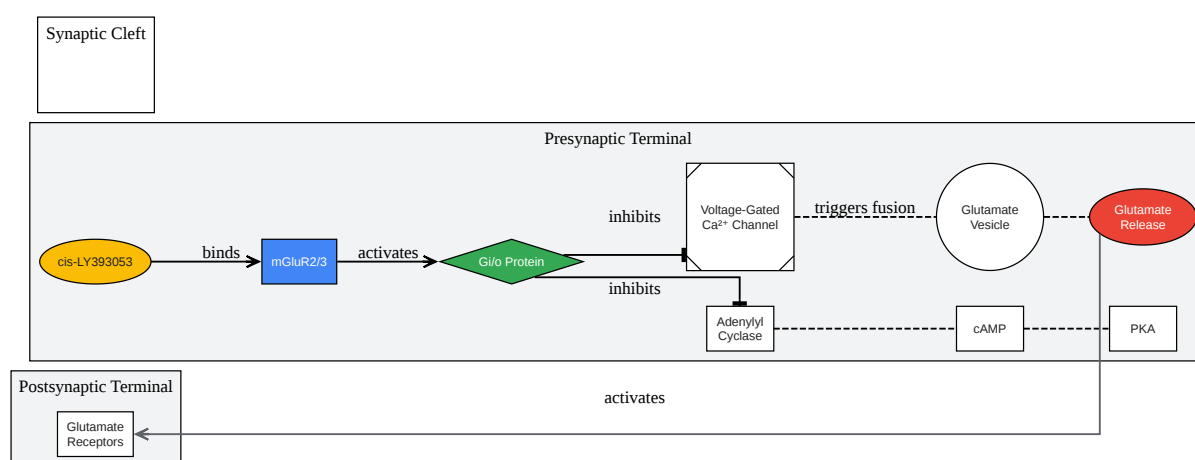 Synaptic Cleft
Presynaptic Terminal
cis-LY393053
binds
mGluR2/3
activates
Gi/o Protein
inhibits
inhibits
Voltage-Gated
Ca²⁺ Channel
triggers fusion
Glutamate
Vesicle
Glutamate
Release
Adenylyl
Cyclase
cAMP
PKA
Postsynaptic Terminal
Glutamate
Receptors
activates